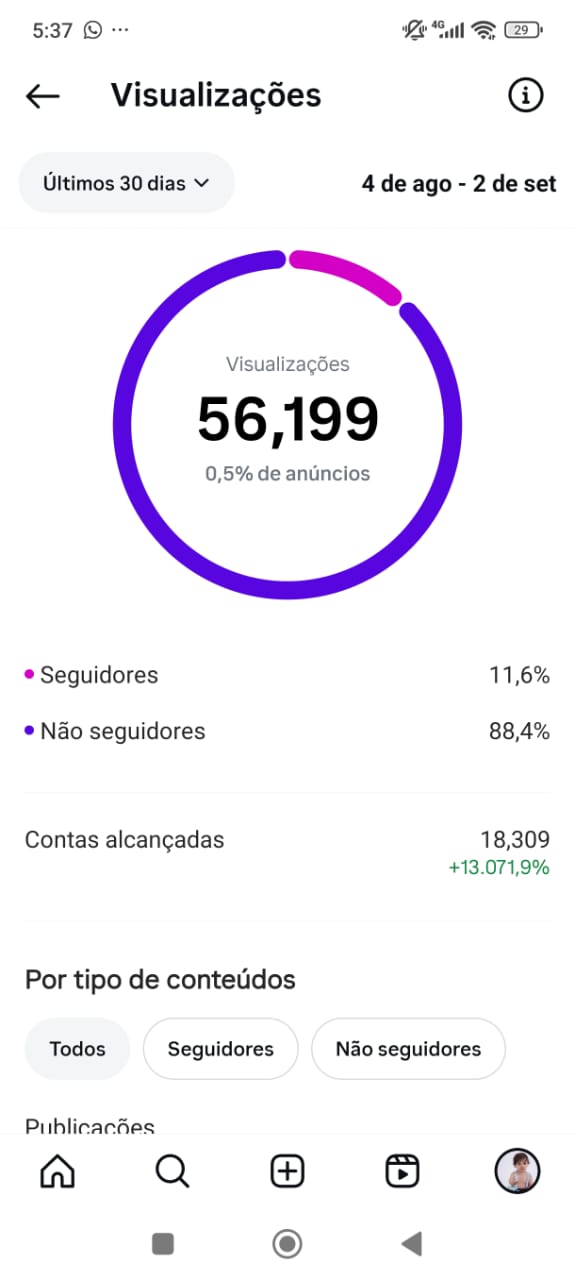 5:37 ...
4G 29
Visualizações
Últimos 30 dias
4 de ago - 2 de set
Visualizações
56,199
0,5% de anúncios
Seguidores
11,6%
Não seguidores
88,4%
Contas alcançadas
18,309
+13.071,9%
Por tipo de conteúdos
Todos
Seguidores
Não seguidores
Publicações